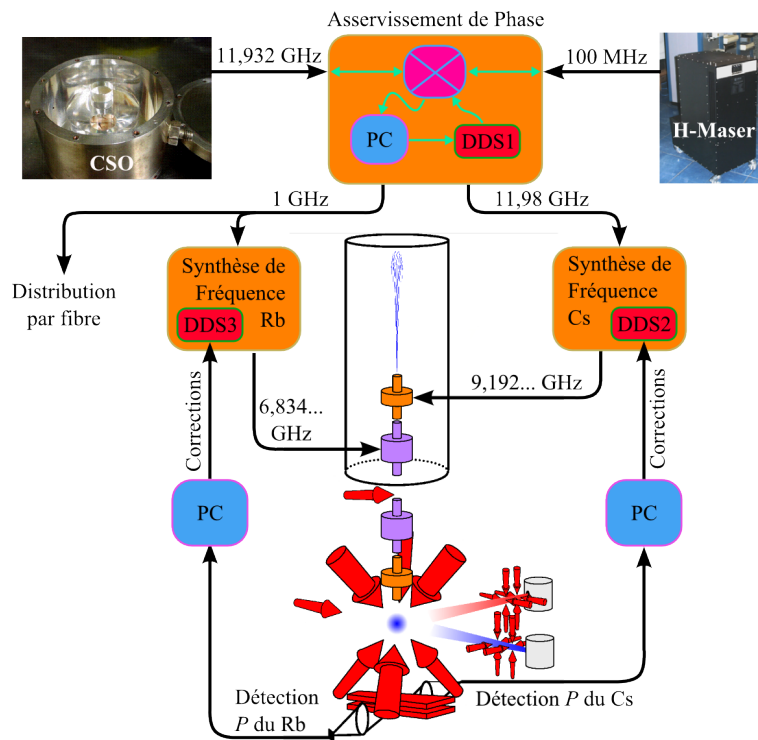 Asservissement de Phase
11,932 GHz
100 MHz
CSO
PC
DDS1
H-Maser
1 GHz
11,98 GHz
Distribution
par fibre
Synthèse de
Fréquence
Rb
DDS3
Synthèse de
Fréquence
Cs
DDS2
Corrections
6,834...
GHz
9,192... GHz
Corrections
PC
PC
Détection
P du Rb
Détection P du Cs